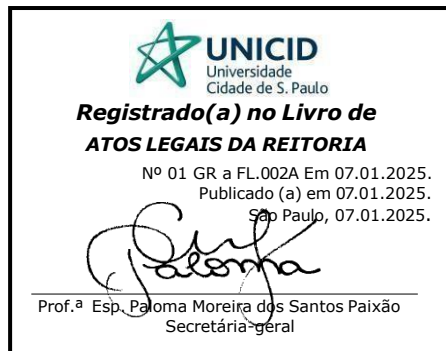 UNICID
Universidade
Cidade de S. Paulo
Registrado(a) no Livro de
ATOS LEGAIS DA REITORIA
Nº 01 GR a FL.002A Em 07.01.2025.
Publicado (a) em 07.01.2025.
São Paulo, 07.01.2025.
Paloma
Prof.ª Esp. Paloma Moreira dos Santos Paixão
Secretária-geral